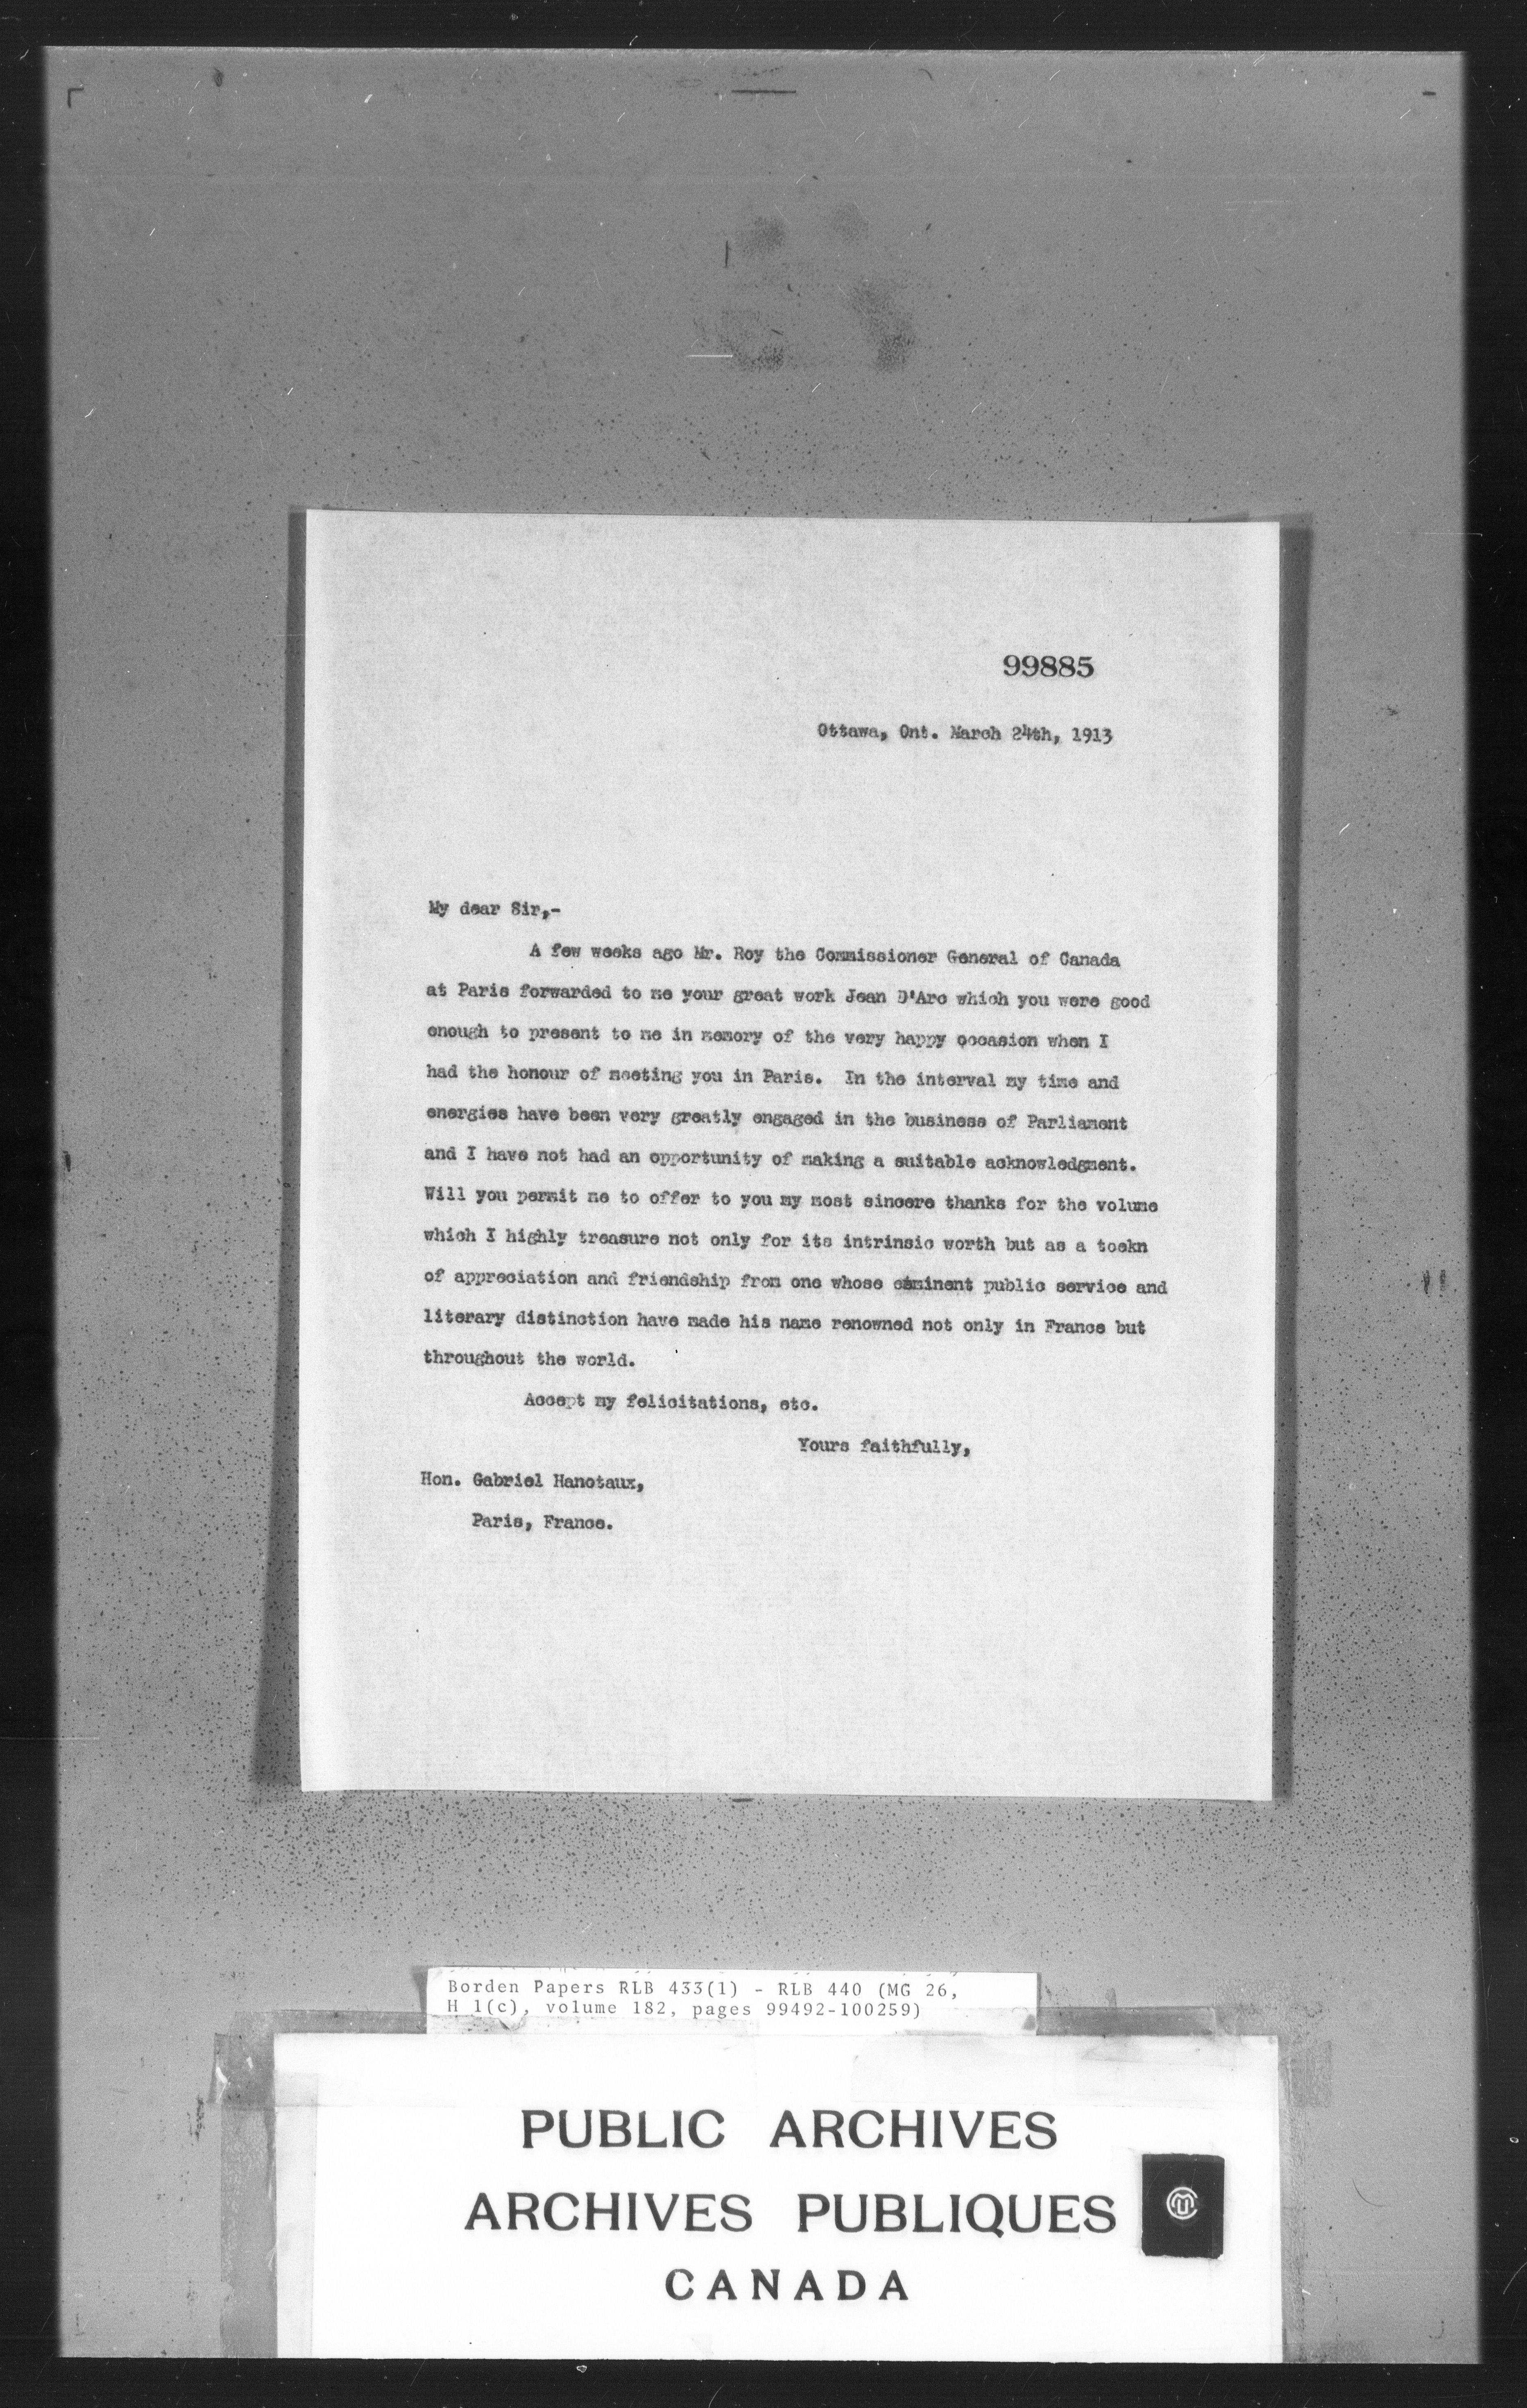 99885
Ottawa, Ont. March 24th, 1913
My dear Sir,-
A few weeks ago Mr. Roy the Commissioner General of Canada
at Paris forwarded to me your great work Jean D'Arc which you were good
enough to present to me in memory of the very happy occasion when I
had the honour of meeting you in Paris. In the interval my time and
energies have been very greatly engaged in the business of Parliament
and I have not had an opportunity of making a suitable acknowledgment.
Will you permit me to offer to you my most sincere thanks for the volume
which I highly treasure not only for its intrinsic worth but as a toekn
of appreciation and friendship from one whose eminent public service and
literary distinction have made his name renowned not only in France but
throughout the world.
Accept my felicitations, etc.
Yours faithfully,
Hon. Gabriel Hanotaux,
Paris, France.
Borden Papers RLB 433(1) - RLB 440 (MG 26,
H 1(c), volume 182, pages 99492-100259)
PUBLIC ARCHIVES
ARCHIVES PUBLIQUES
CANADA